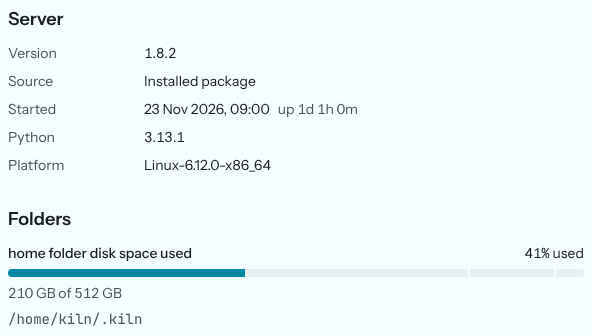 Server
Version 1.8.2
Source Installed package
Started 23 Nov 2026, 09:00 up 1d 1h 0m
Python 3.13.1
Platform Linux-6.12.0-x86_64
Folders
home folder disk space used 41% used
210 GB of 512 GB
/home/kiln/.kiln